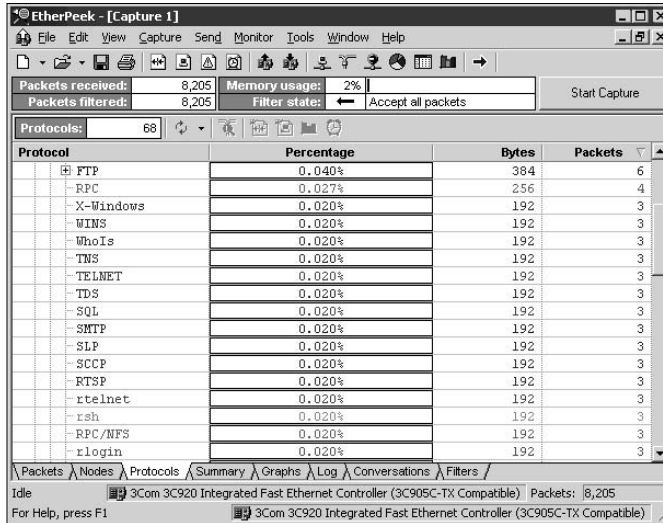 EtherPeek - [Capture 1]
File Edit View Capture Send Monitor Tools Window Help
Packets received: 8,205 Memory usage: 2%
Packets filtered: 8,205 Filter state: Accept all packets
Start Capture
Protocols: 68
Protocol Percentage Bytes Packets
FTP 0.040% 384 6
RPC 0.027% 256 4
X-Windows 0.020% 192 3
WINS 0.020% 192 3
WhoIs 0.020% 192 3
TNS 0.020% 192 3
TELNET 0.020% 192 3
TDS 0.020% 192 3
SQL 0.020% 192 3
SMTP 0.020% 192 3
SLP 0.020% 192 3
SCCP 0.020% 192 3
RTSP 0.020% 192 3
rtelnet 0.020% 192 3
rsh 0.020% 192 3
RPC/NFS 0.020% 192 3
rlogin 0.020% 192 3
Packets Nodes Protocols Summary Graphs Log Conversations Filters
Idle 3Com 3C920 Integrated Fast Ethernet Controller (3C905C-TX Compatible) Packets: 8,205
For Help, press F1 3Com 3C920 Integrated Fast Ethernet Controller (3C905C-TX Compatible)